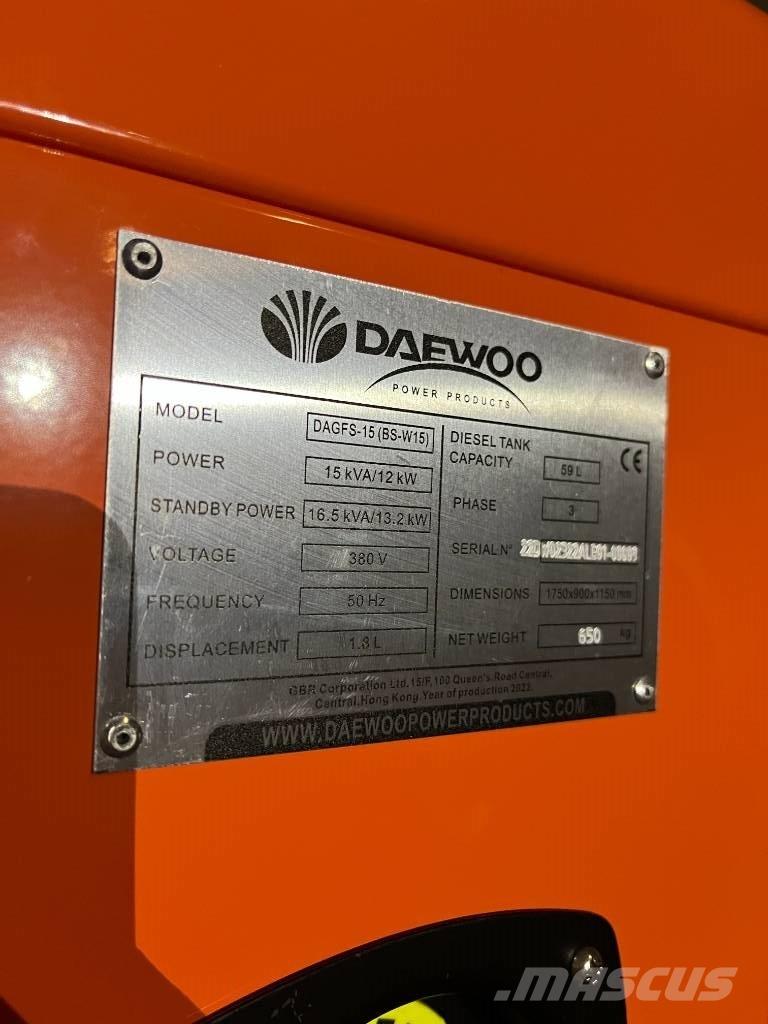 DAEWOO
POWER PRODUCTS
MODEL DAGFS-15 (BS-W15)
POWER 15 kVA/12 kW
STANDBY POWER 16.5 kVA/13.2 kW
VOLTAGE 380 V
FREQUENCY 50 Hz
DISPLACEMENT 1.8 L
DIESEL TANK
CAPACITY 59 L
CE
PHASE 3
SERIAL N°
DIMENSIONS 1750x900x1150 mm
NET WEIGHT 650 kg
GBR Corporation Ltd. 15/F, 100 Queen's Road Central,
Central, Hong Kong. Year of production
WWW.DAEWOOPOWERPRODUCTS.COM
MASCUS